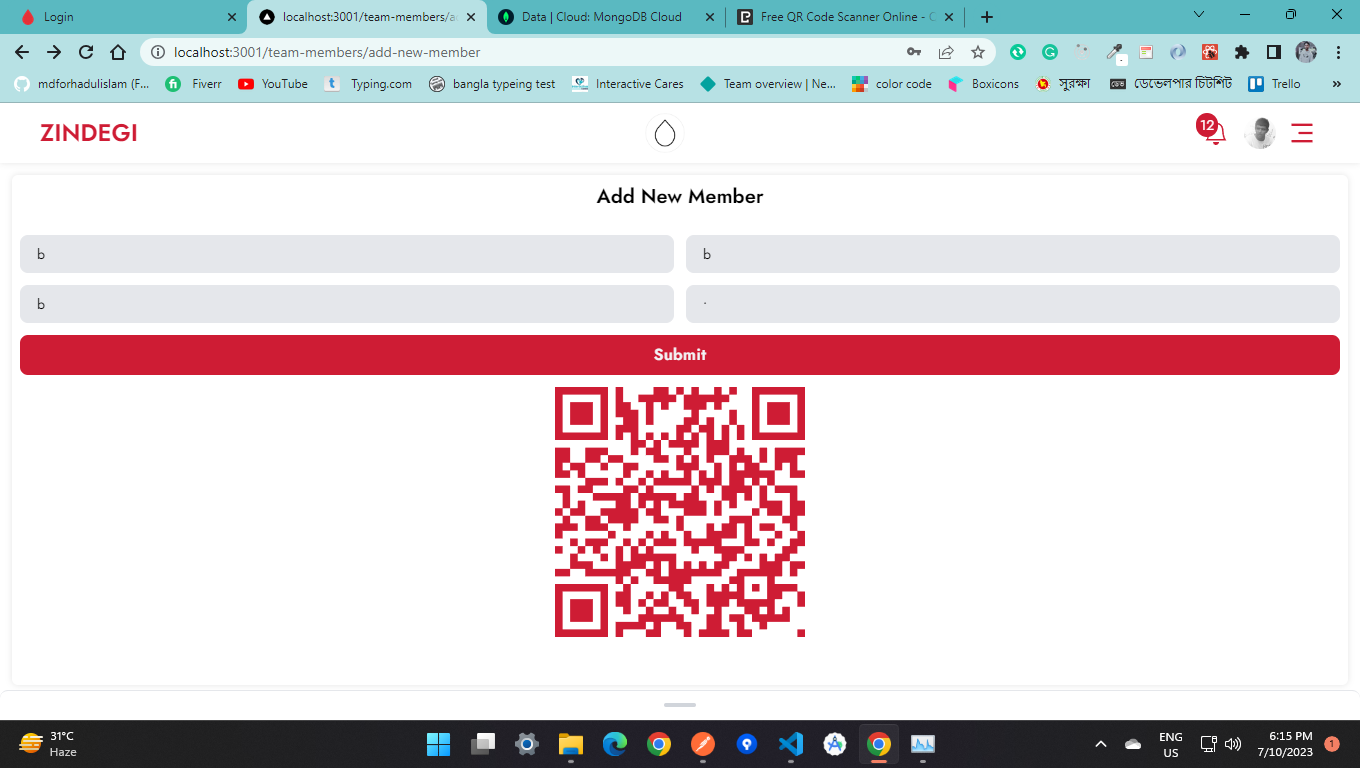 Login
localhost:3001/team-members/a
Data | Cloud: MongoDB Cloud
Free QR Code Scanner Online - C
localhost:3001/team-members/add-new-member
mdforhadulislam (F...
Fiverr
YouTube
Typing.com
bangla typeing test
Interactive Cares
Team overview | Ne...
color code
Boxicons
সুরক্ষা
ডেভেলপার চিটশিট
Trello
»
ZINDEGI
12
Add New Member
b
b
b
.
Submit
31°C
Haze
ENG
US
6:15 PM
7/10/2023
1